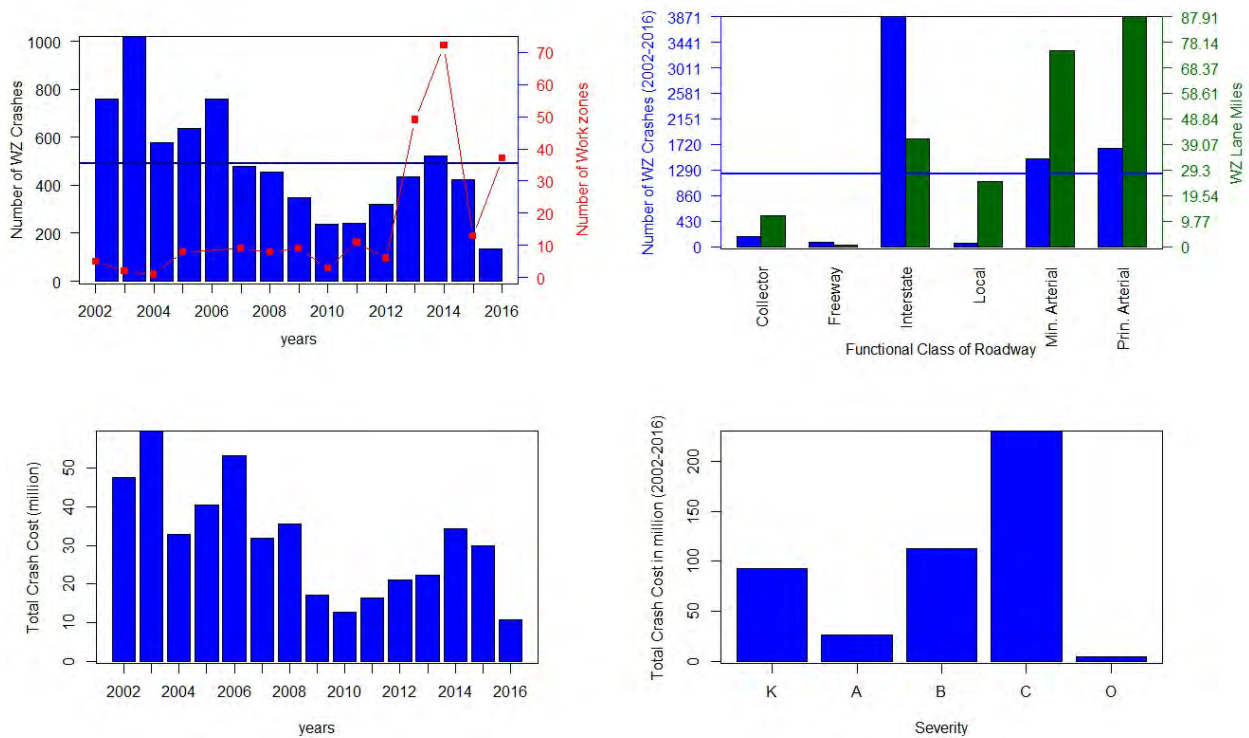 Number of WZ Crashes
1000
800
600
400
200
0
2002
2004
2006
2008
2010
2012
2014
2016
years
70
60
50
40
30
20
10
0
Number of Work zones
Number of WZ Crashes (2002-2016)
3871
3441
3011
2581
2151
1720
1290
860
430
0
87.91
78.14
68.37
58.61
48.84
39.07
29.3
19.54
9.77
0
WZ Lane Miles
Collector
Freeway
Interstate
Local
Min. Arterial
Prin. Arterial
Functional Class of Roadway
Total Crash Cost (million)
50
40
30
20
10
0
2002
2004
2006
2008
2010
2012
2014
2016
years
Total Crash Cost in million (2002-2016)
200
150
100
50
0
K
A
B
C
O
Severity